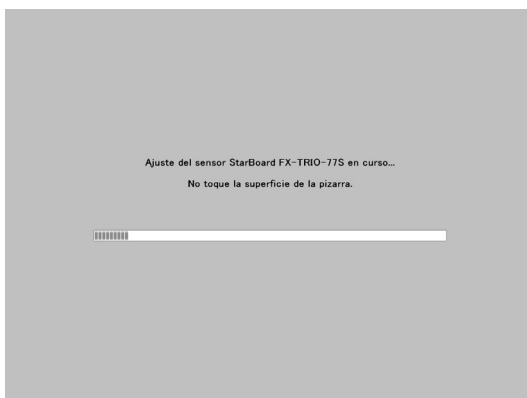 Ajuste del sensor StarBoard FX-TRIO-77S en curso...
No toque la superficie de la pizarra.